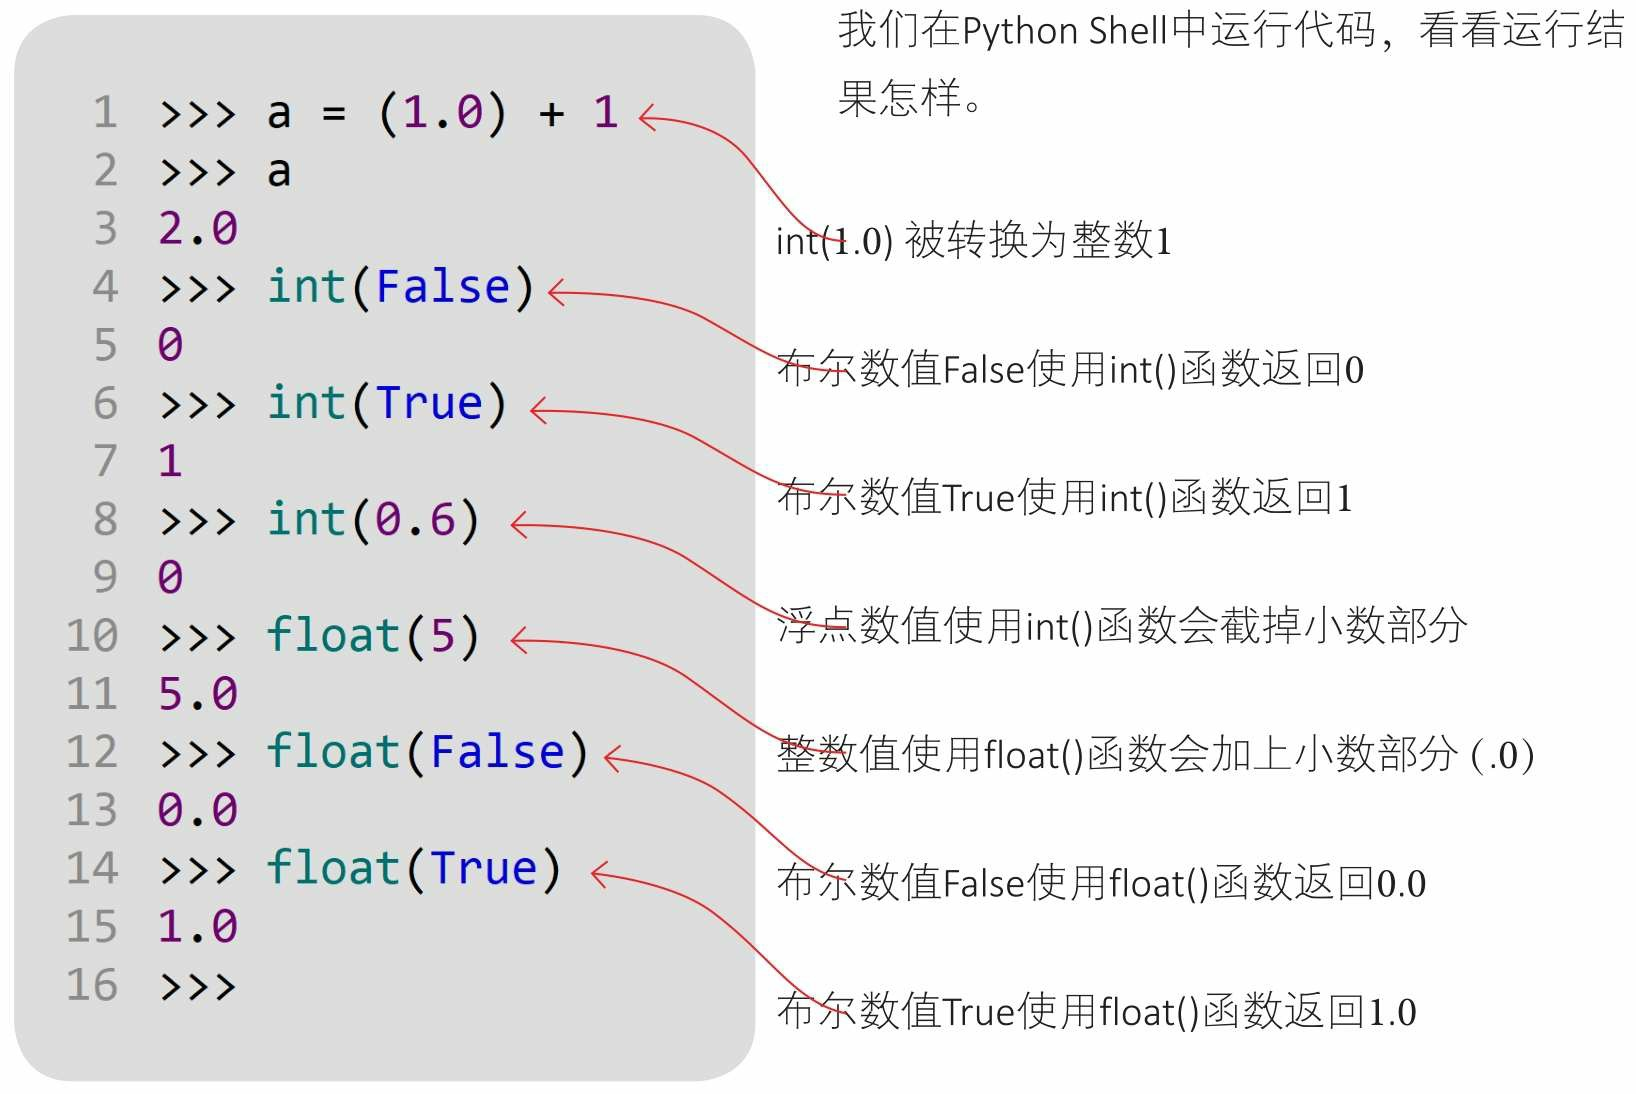 我们在Python Shell中运行代码，看看运行结
果怎样。
1 >>> a = (1.0) + 1
2 >>> a
3 2.0
4 >>> int(False)
5 0
6 >>> int(True)
7 1
8 >>> int(0.6)
9 0
10 >>> float(5)
11 5.0
12 >>> float(False)
13 0.0
14 >>> float(True)
15 1.0
16 >>>
int(1.0) 被转换为整数1
布尔数值False使用int()函数返回0
布尔数值True使用int()函数返回1
浮点数值使用int()函数会截掉小数部分
整数值使用float()函数会加上小数部分 (.0)
布尔数值False使用float()函数返回0.0
布尔数值True使用float()函数返回1.0